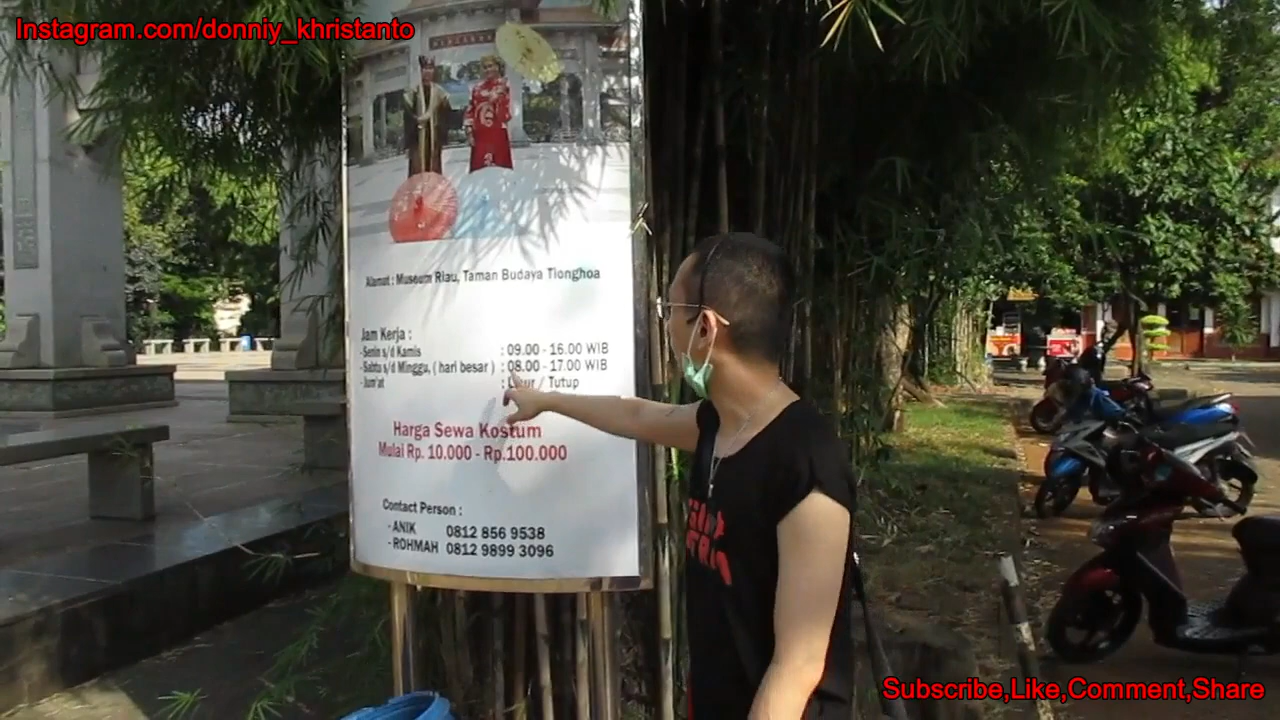 Instagram.com/donniy_khristanto
Alamat : Museum Riau, Taman Budaya Tionghoa
Jam Kerja :
- Senin s/d Kamis : 09.00 - 16.00 WIB
- Sabtu s/d Minggu, ( hari besar ) : 08.00 - 17.00 WIB
- Jum'at : Libur / Tutup
Harga Sewa Kostum
Mulai Rp. 10.000 - Rp.100.000
Contact Person :
- ANIK 0812 856 9538
- ROHMAH 0812 9899 3096
Subscribe,Like,Comment,Share